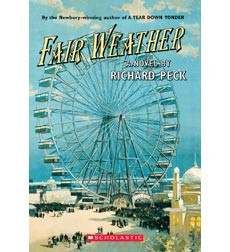 By the Newbery-winning author of A YEAR DOWN YONDER
FAIR WEATHER
A NOVEL BY
RICHARD PECK
SCHOLASTIC